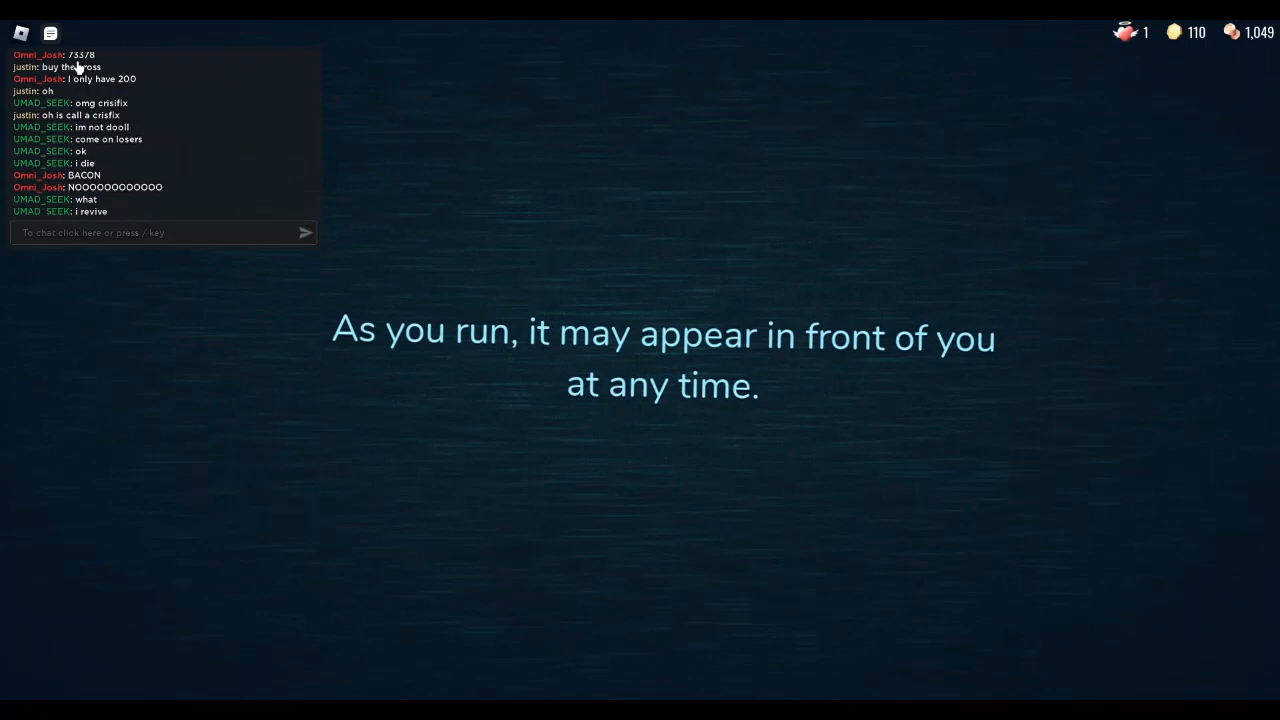 1 110 1,049
Omni_Josh: 73378
justin: buy the ross
Omni_Josh: I only have 200
justin: oh
UMAD_SEEK: omg crisifix
justin: oh is call a crisfix
UMAD_SEEK: im not dooll
UMAD_SEEK: come on losers
UMAD_SEEK: ok
UMAD_SEEK: i die
Omni_Josh: BACON
Omni_Josh: NOOOOOOOOOOOO
UMAD_SEEK: what
UMAD_SEEK: i revive
To chat click here or press / key
As you run, it may appear in front of you
at any time.